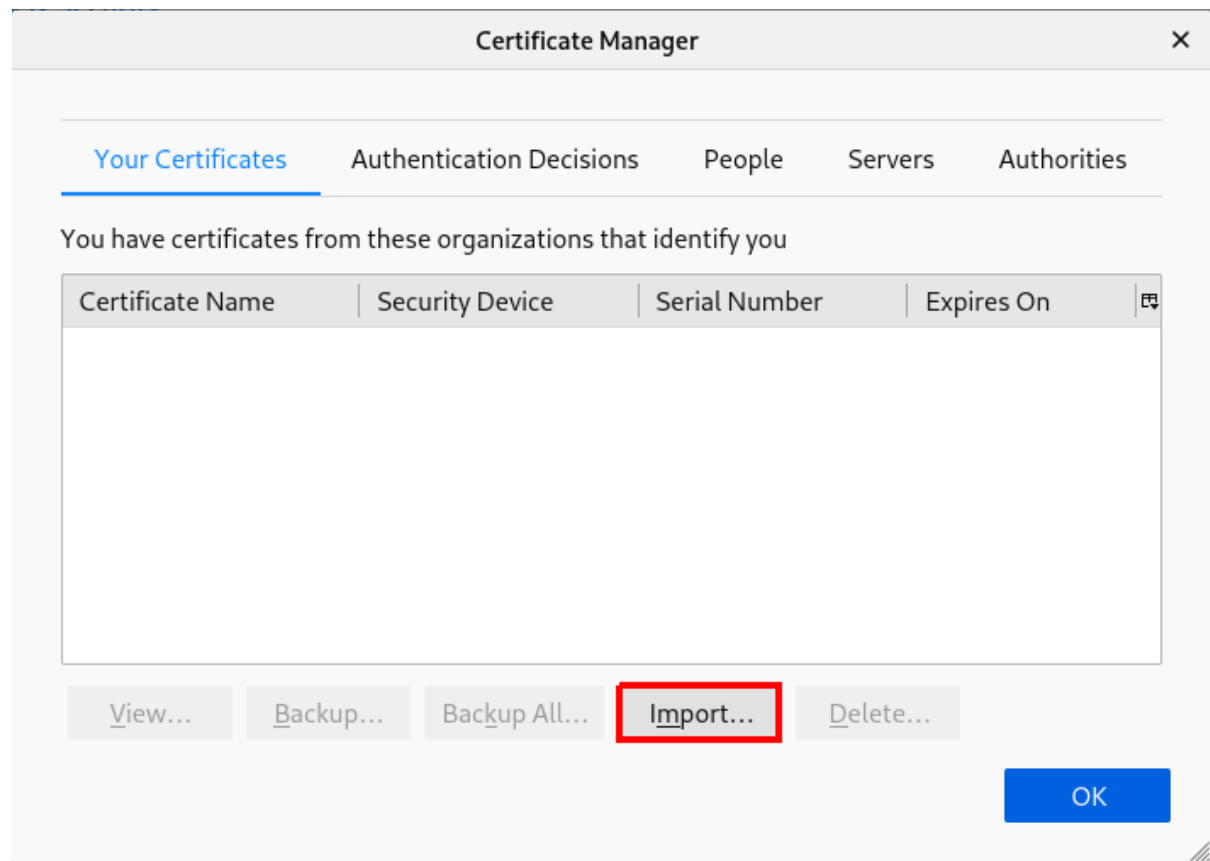 Certificate Manager
Your Certificates Authentication Decisions People Servers Authorities
You have certificates from these organizations that identify you
Certificate Name Security Device Serial Number Expires On
View... Backup... Backup All... Import... Delete...
OK